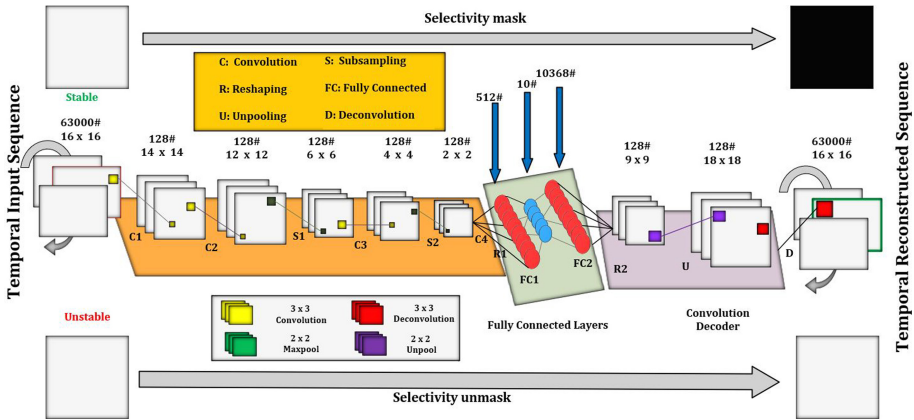 Selectivity mask
Temporal Input Sequence
Temporal Reconstructed Sequence
Stable
C: Convolution
S: Subsampling
R: Reshaping
FC: Fully Connected
U: Unpooling
D: Deconvolution
63000#
16 x 16
128#
14 x 14
128#
12 x 12
128#
6 x 6
128#
4 x 4
128#
2 x 2
512#
10#
10368#
128#
9 x 9
128#
18 x 18
63000#
16 x 16
C1
C2
S1
C3
S2
C4
R1
FC1
FC2
R2
U
D
Unstable
3 x 3
Convolution
3 x 3
Deconvolution
2 x 2
Maxpool
2 x 2
Unpool
Fully Connected Layers
Convolution
Decoder
Selectivity unmask